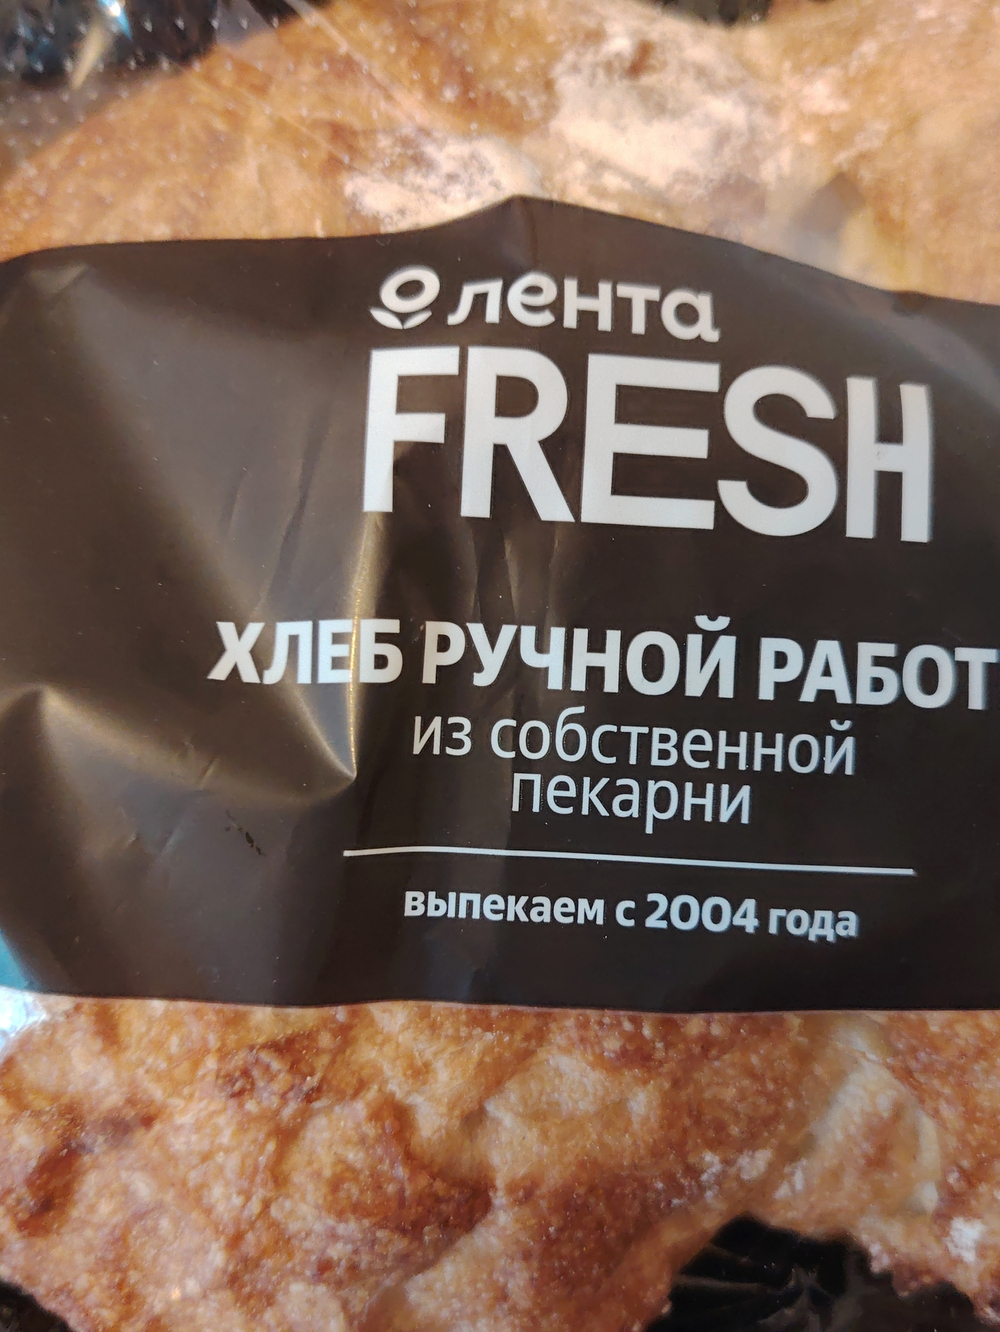 лента
FRESH
ХЛЕБ РУЧНОЙ РАБОТ
из собственной
пекарни
выпекаем с 2004 года